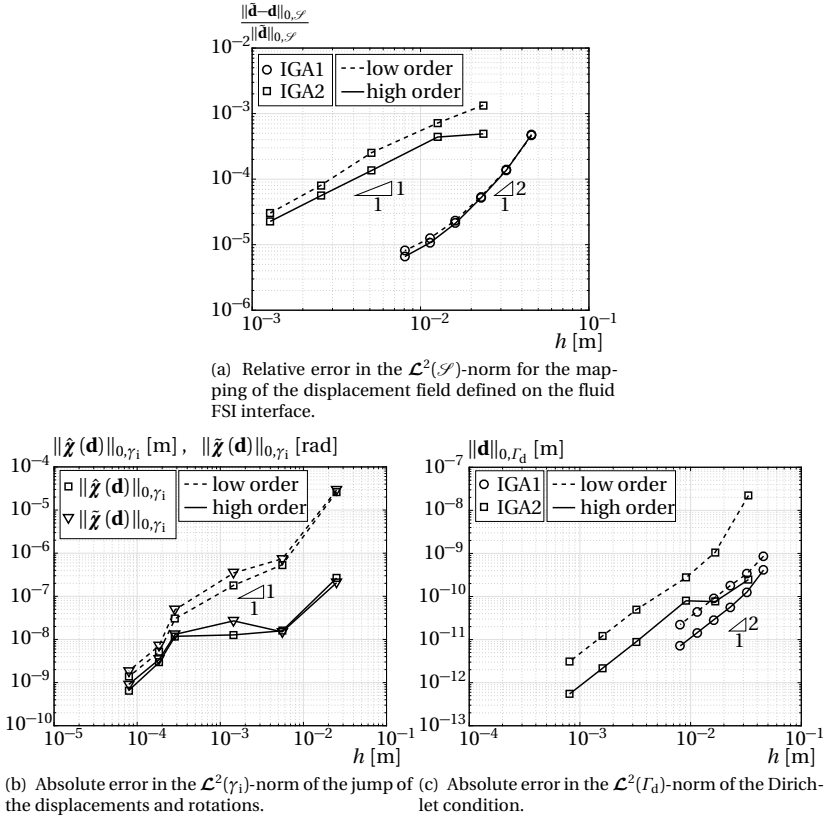 ‖d̃−d‖₀,𝒮
‖d̃‖₀,𝒮
10⁻²
IGA1
IGA2
low order
high order
10⁻³
10⁻⁴
1
1
2
1
10⁻⁵
10⁻⁶
10⁻³
10⁻²
10⁻¹
h [m]
(a) Relative error in the 𝓛²(𝒮)-norm for the map-
ping of the displacement field defined on the fluid
FSI interface.
‖χ̂(d)‖₀,γᵢ [m] , ‖χ̃(d)‖₀,γᵢ [rad]
10⁻⁴
‖χ̂(d)‖₀,γᵢ
‖χ̃(d)‖₀,γᵢ
low order
high order
10⁻⁵
10⁻⁶
10⁻⁷
1
1
10⁻⁸
10⁻⁹
10⁻¹⁰
10⁻⁵
10⁻⁴
10⁻³
10⁻²
10⁻¹
h [m]
(b) Absolute error in the 𝓛²(γᵢ)-norm of the jump of
the displacements and rotations.
‖d‖₀,Γd [m]
10⁻⁷
IGA1
IGA2
low order
high order
10⁻⁸
10⁻⁹
10⁻¹⁰
10⁻¹¹
2
1
10⁻¹²
10⁻¹³
10⁻³
10⁻²
10⁻¹
h [m]
(c) Absolute error in the 𝓛²(Γd)-norm of the Dirich-
let condition.